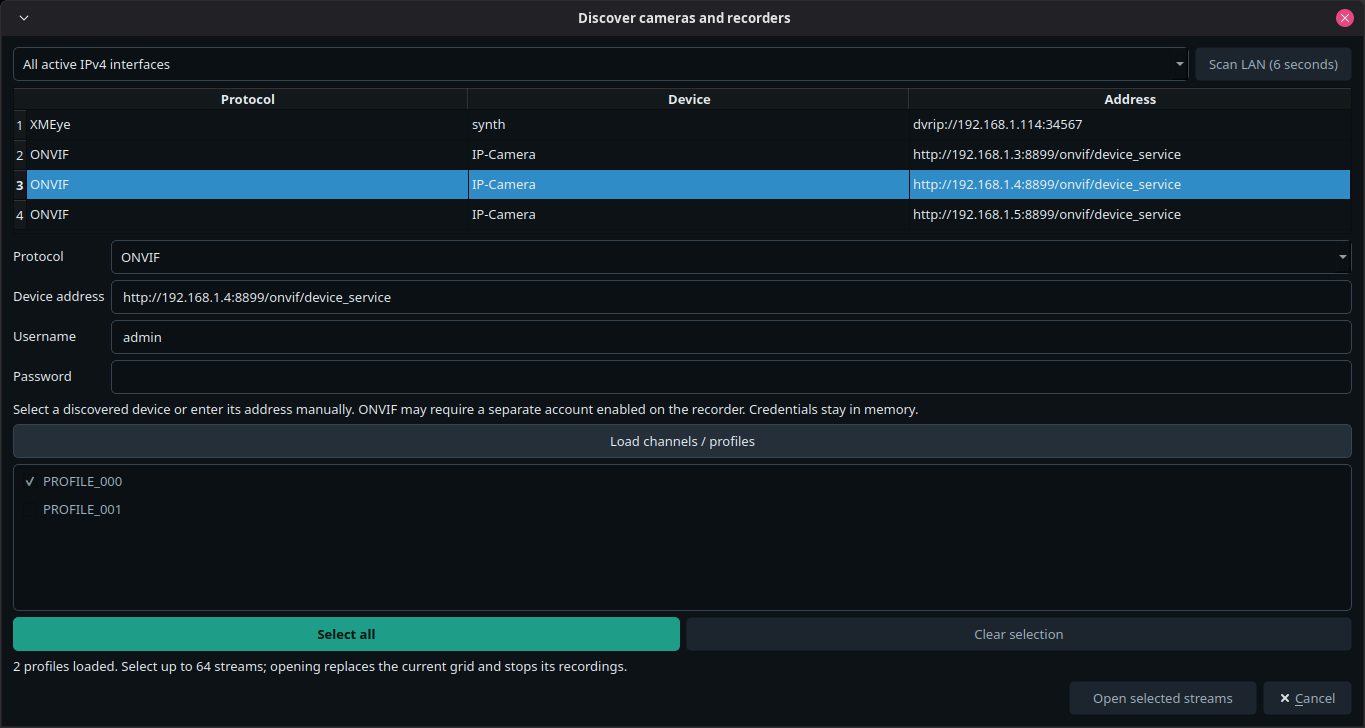 Discover cameras and recorders
All active IPv4 interfaces Scan LAN (6 seconds)
Protocol Device Address
1 XMEye synth dvrip://192.168.1.114:34567
2 ONVIF IP-Camera http://192.168.1.3:8899/onvif/device_service
3 ONVIF IP-Camera http://192.168.1.4:8899/onvif/device_service
4 ONVIF IP-Camera http://192.168.1.5:8899/onvif/device_service
Protocol ONVIF
Device address http://192.168.1.4:8899/onvif/device_service
Username admin
Password
Select a discovered device or enter its address manually. ONVIF may require a separate account enabled on the recorder. Credentials stay in memory.
Load channels / profiles
✓ PROFILE_000
PROFILE_001
Select all Clear selection
2 profiles loaded. Select up to 64 streams; opening replaces the current grid and stops its recordings.
Open selected streams Cancel